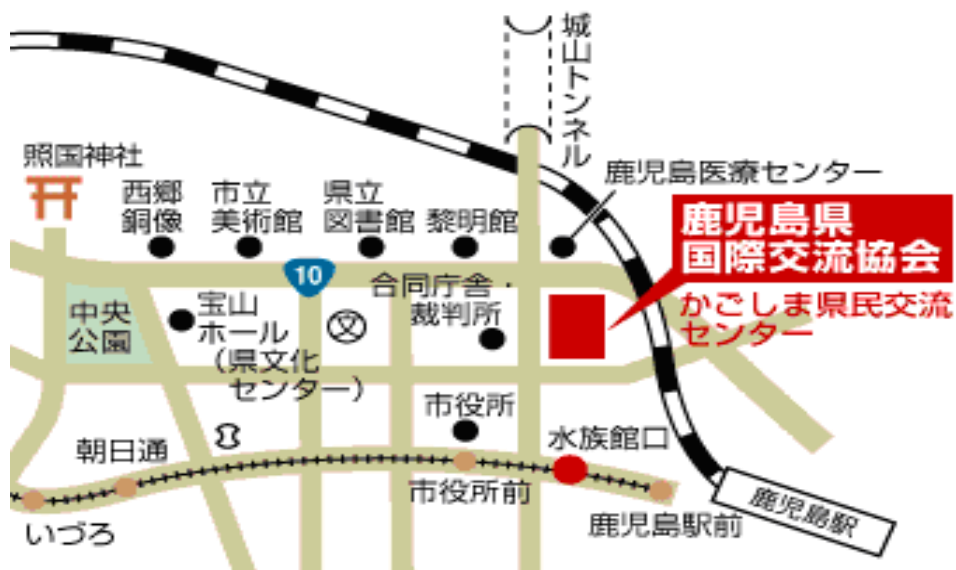 城山トンネル
照国神社
西郷
銅像
市立
美術館
県立
図書館
黎明館
鹿児島医療センター
鹿児島県
国際交流協会
かごしま県民交流
センター
10
合同庁舎・
裁判所
中央
公園
宝山
ホール
(県文化
センター)
文
市役所
水族館口
朝日通
市役所前
いづろ
鹿児島駅前
鹿児島駅